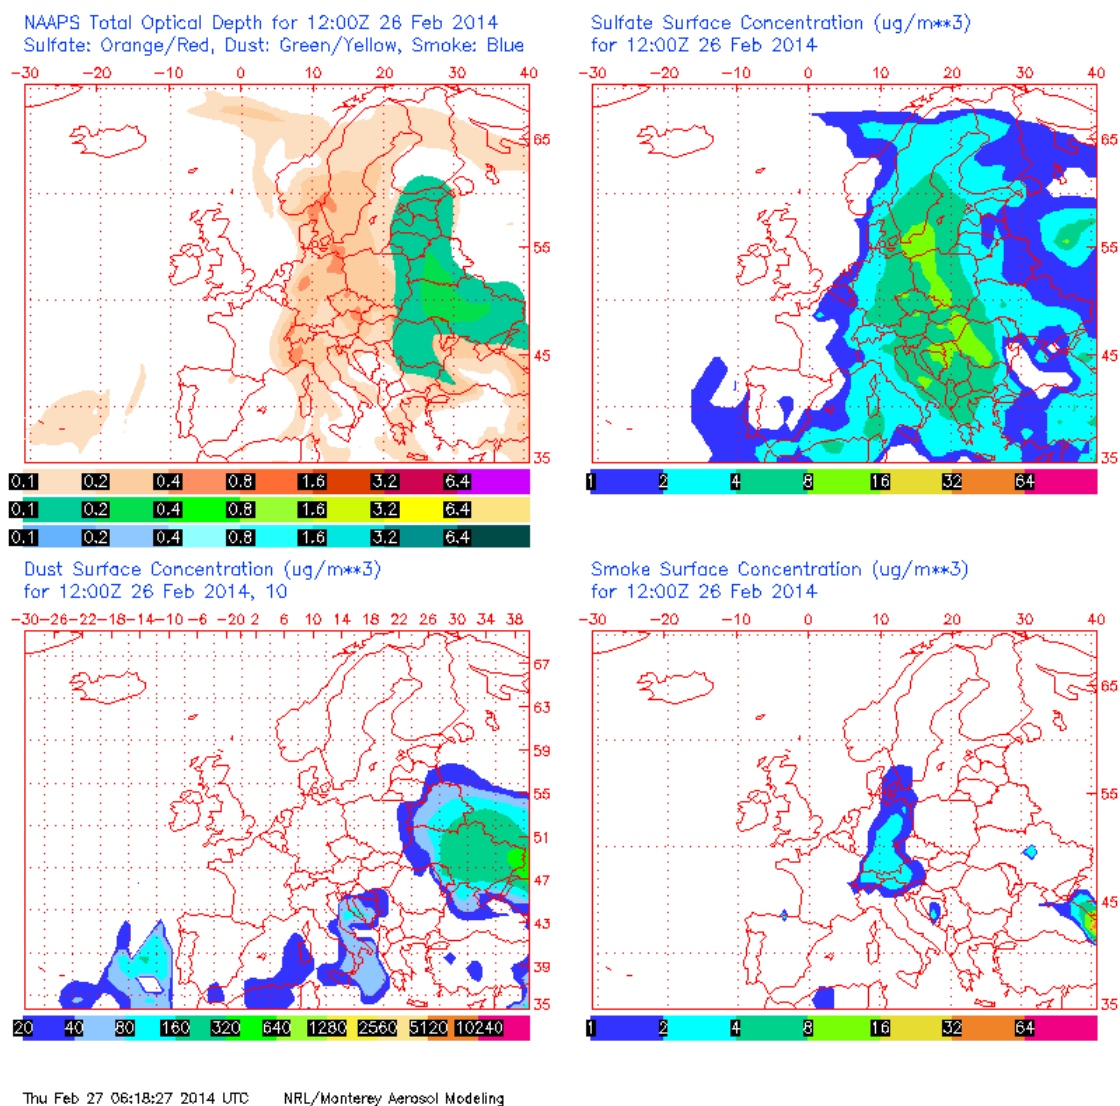 NAAPS Total Optical Depth for 12:00Z 26 Feb 2014
Sulfate: Orange/Red, Dust: Green/Yellow, Smoke: Blue
-30 -20 -10 0 10 20 30 40
65
55
45
35
0.1 0.2 0.4 0.8 1.6 3.2 6.4
0.1 0.2 0.4 0.8 1.6 3.2 6.4
0.1 0.2 0.4 0.8 1.6 3.2 6.4
Sulfate Surface Concentration (ug/m**3)
for 12:00Z 26 Feb 2014
-30 -20 -10 0 10 20 30 40
65
55
45
35
1 2 4 8 16 32 64
Dust Surface Concentration (ug/m**3)
for 12:00Z 26 Feb 2014, 10
-30-26-22-18-14-10 -6 -2 2 6 10 14 18 22 26 30 34 38
67
63
59
55
51
47
43
39
35
20 40 80 160 320 640 1280 2560 5120 10240
Smoke Surface Concentration (ug/m**3)
for 12:00Z 26 Feb 2014
-30 -20 -10 0 10 20 30 40
65
55
45
35
1 2 4 8 16 32 64
Thu Feb 27 06:18:27 2014 UTC NRL/Monterey Aerosol Modeling